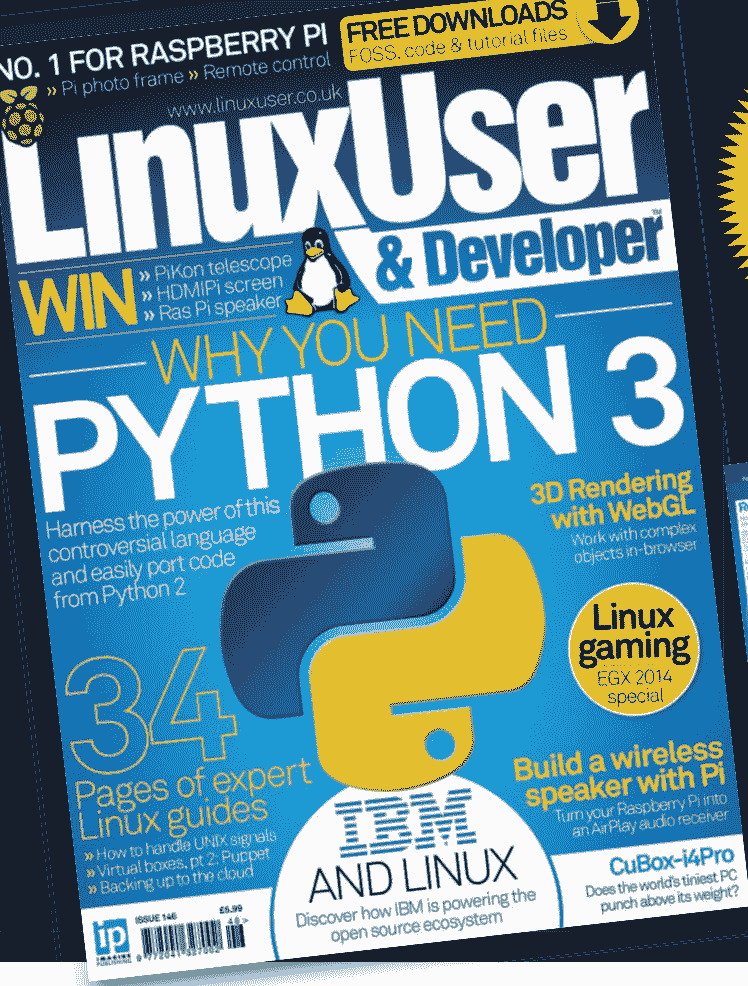 NO. 1 FOR RASPBERRY PI
» Pi photo frame » Remote control
FREE DOWNLOADS
FOSS, code & tutorial files
www.linuxuser.co.uk
LinuxUser
& Developer™
WIN
» PiKon telescope
» HDMIPi screen
» Ras Pi speaker
WHY YOU NEED
PYTHON 3
Harness the power of this
controversial language
and easily port code
from Python 2
3D Rendering
with WebGL
Work with complex
objects in-browser
Linux
gaming
EGX 2014
special
34
Pages of expert
Linux guides
» How to handle UNIX signals
» Virtual boxes, pt 2: Puppet
» Backing up to the cloud
Build a wireless
speaker with Pi
Turn your Raspberry Pi into
an AirPlay audio receiver
IBM
AND LINUX
Discover how IBM is powering the
open source ecosystem
CuBox-i4Pro
Does the world's tiniest PC
punch above its weight?
ip
IMAGINE
PUBLISHING
ISSUE 146
£5.99